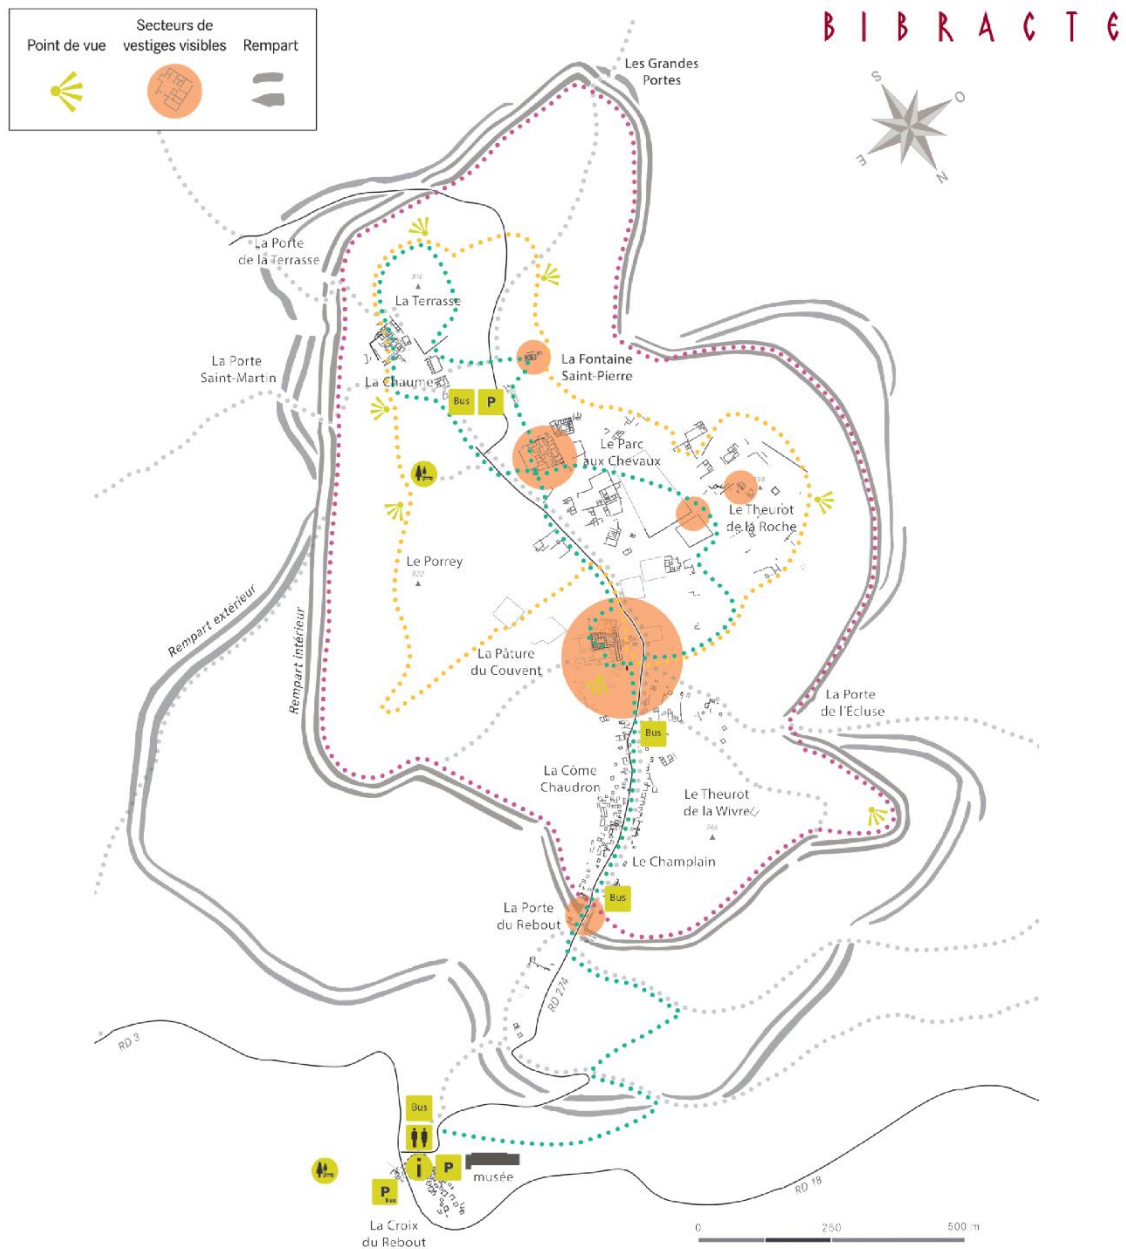 BIBRACTE
Point de vue
Secteurs de
vestiges visibles
Rempart
Les Grandes
Portes
S
O
E
N
La Porte
de la Terrasse
La Terrasse
La Porte
Saint-Martin
La Chaume
Bus
P
La Fontaine
Saint-Pierre
Le Parc
aux Chevaux
Le Theurot
de la Roche
Le Porrey
822
Rempart extérieur
Rempart intérieur
La Pâture
du Couvent
La Porte
de l'Écluse
Bus
La Côme
Chaudron
Le Theurot
de la Wivre
Le Champlain
Bus
La Porte
du Rebout
RD 274
RD 3
Bus
i
P
musée
P
Bus
La Croix
du Rebout
RD 18
0
250
500 m